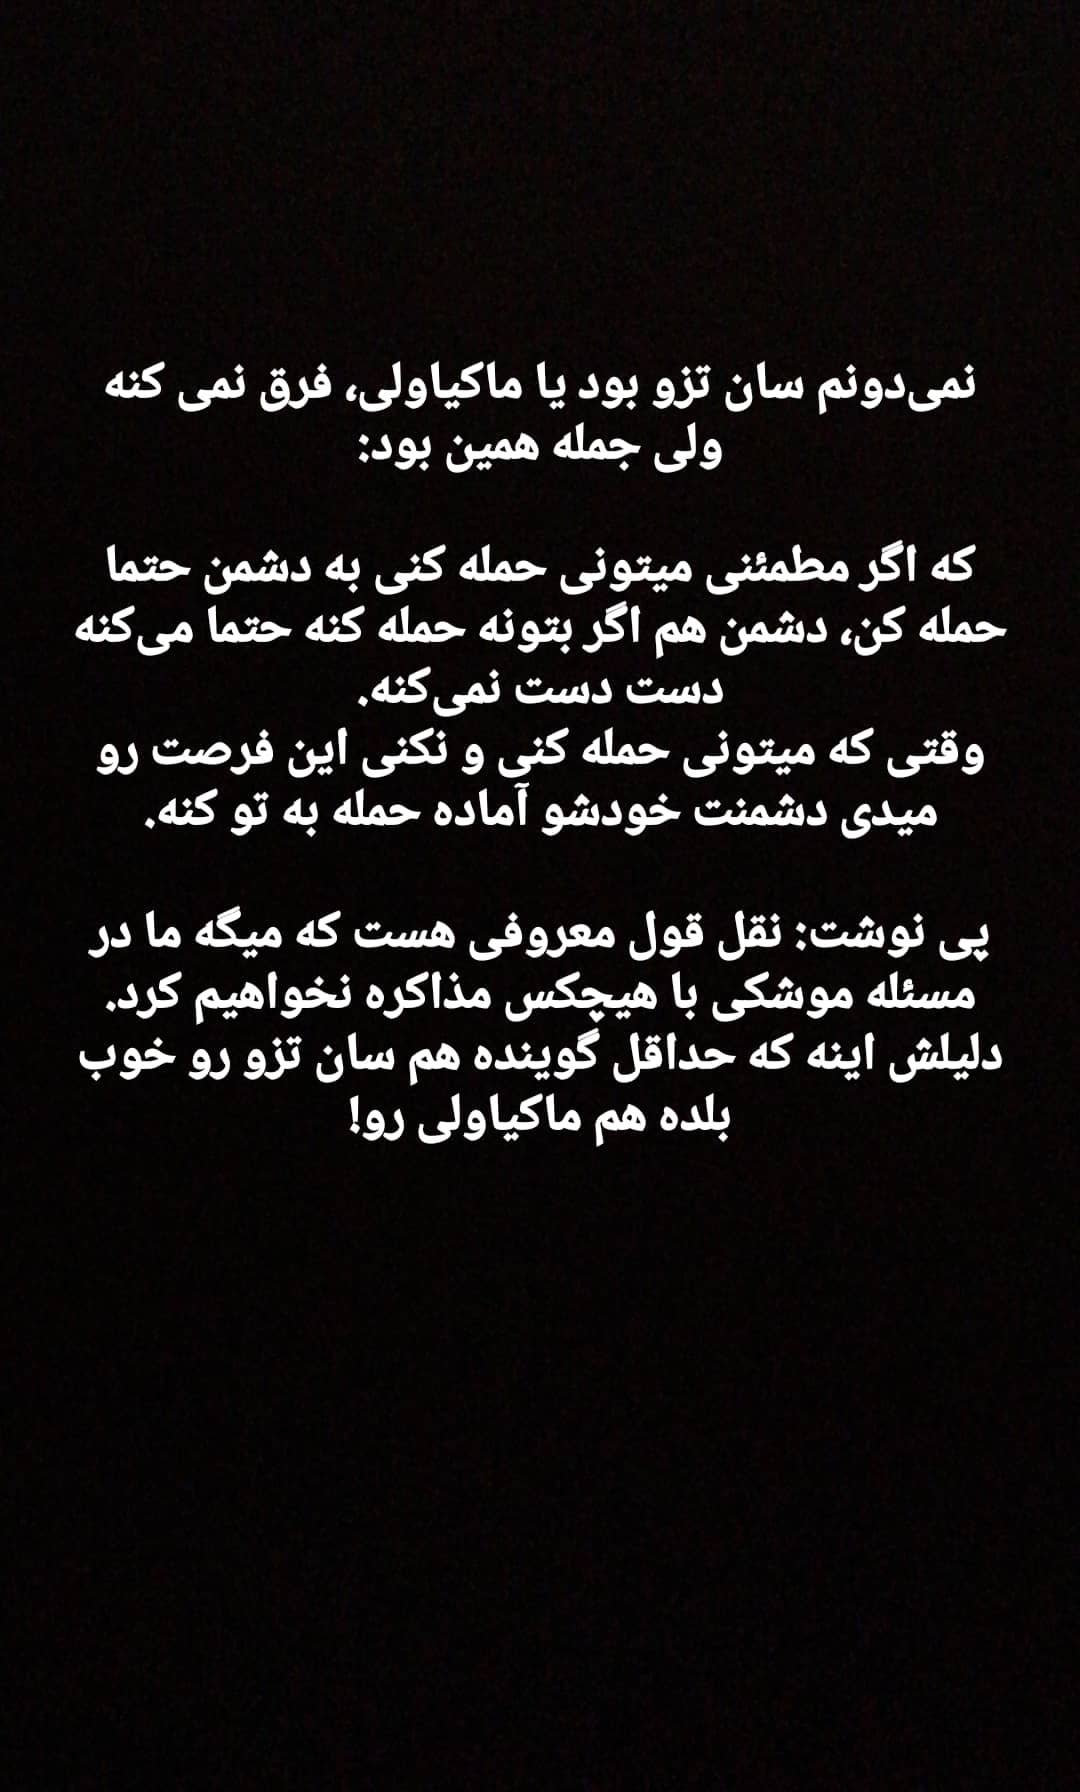 نمی‌دونم سان تزو بود یا ماکیاولی، فرق نمی کنه
ولی جمله همین بود:
که اگر مطمئنی میتونی حمله کنی به دشمن حتما
حمله کن، دشمن هم اگر بتونه حمله کنه حتما می‌کنه
دست دست نمی‌کنه.
وقتی که میتونی حمله کنی و نکنی این فرصت رو
میدی دشمنت خودشو آماده حمله به تو کنه.
پی نوشت: نقل قول معروفی هست که میگه ما در
مسئله موشکی با هیچکس مذاکره نخواهیم کرد.
دلیلش اینه که حداقل گوینده هم سان تزو رو خوب
بلده هم ماکیاولی رو!